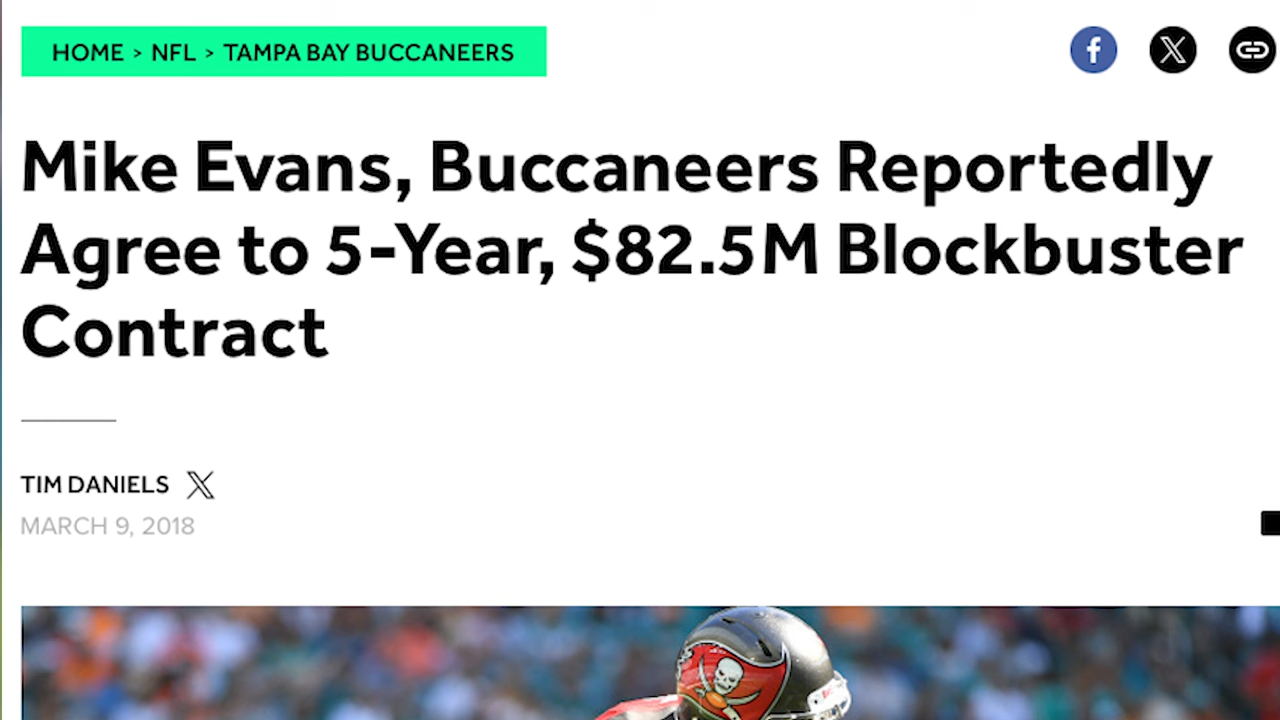 HOME > NFL > TAMPA BAY BUCCANEERS
Mike Evans, Buccaneers Reportedly
Agree to 5-Year, $82.5M Blockbuster
Contract
TIM DANIELS
MARCH 9, 2018